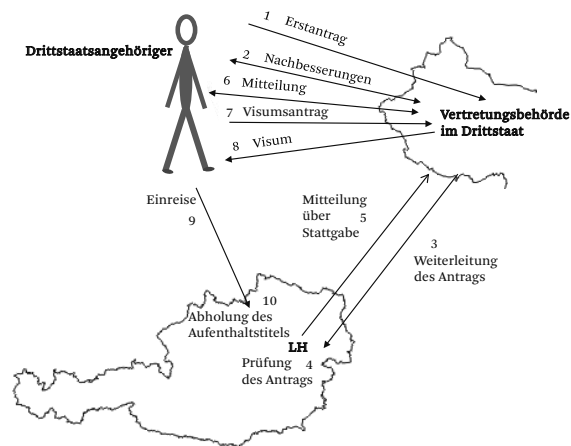 1 Erstantrag
Drittstaatsangehöriger
2 Nachbesserungen
6 Mitteilung
7 Visumsantrag
8 Visum
Vertretungsbehörde
im Drittstaat
Einreise
9
Mitteilung
über
Stattgabe
5
3
Weiterleitung
des Antrags
10
Abholung des
Aufenthaltstitels
LH
Prüfung
des Antrags
4